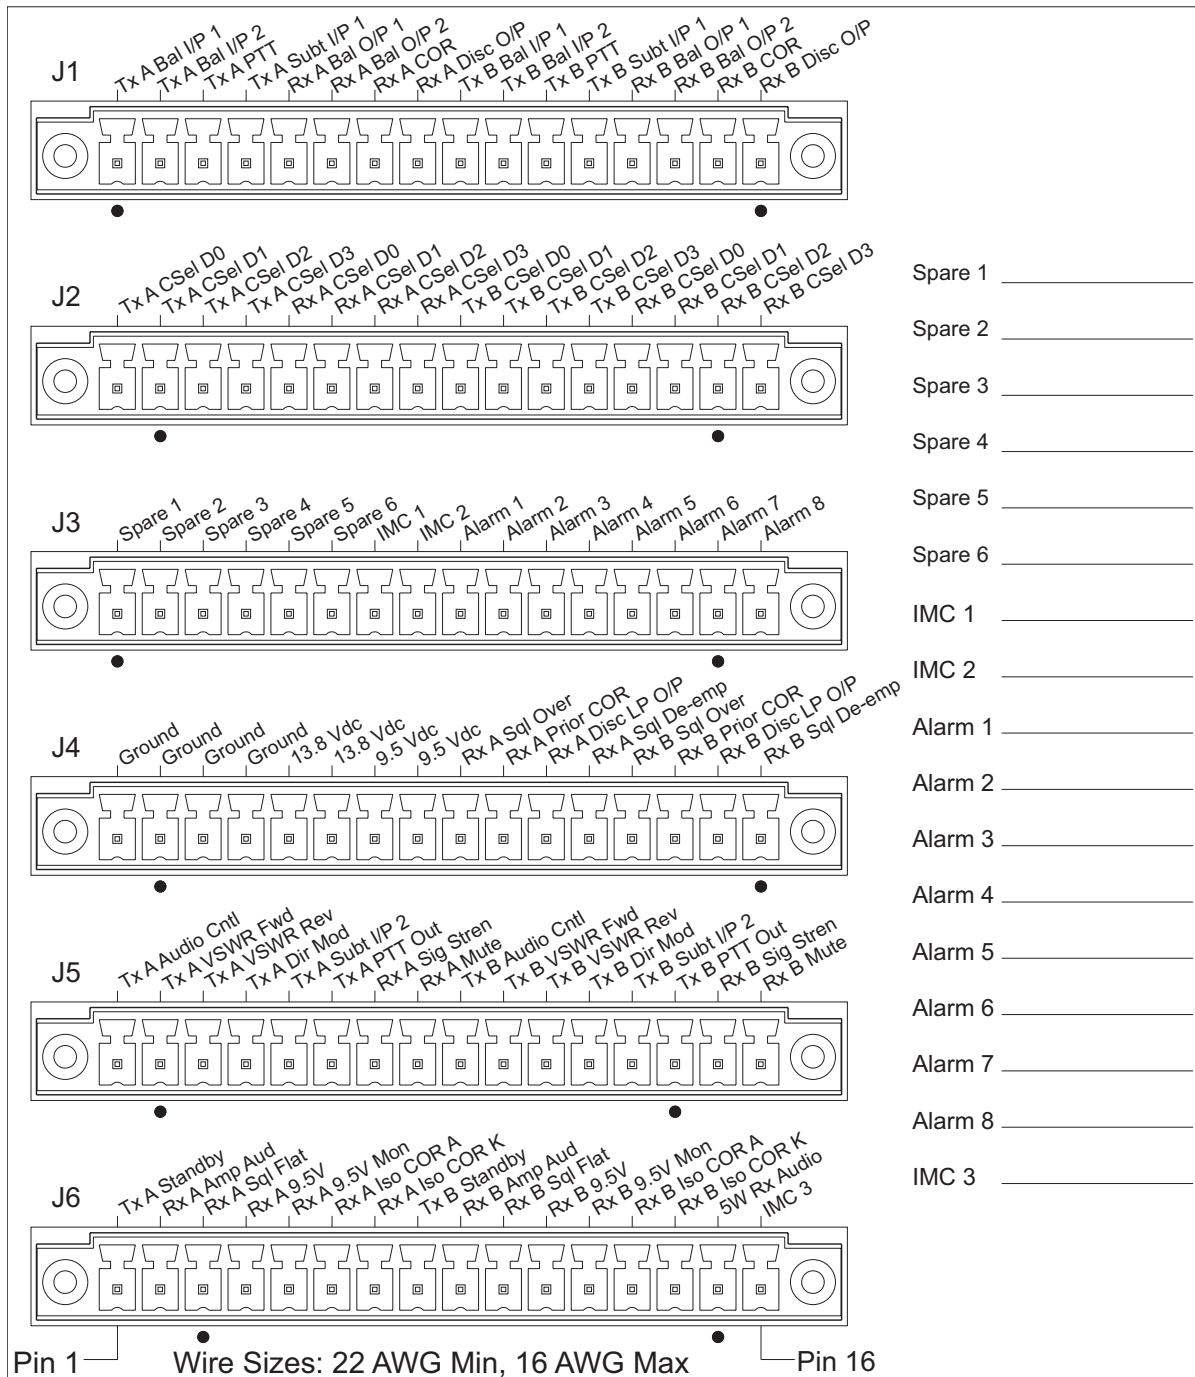 J1
Tx A Bal I/P 1
Tx A Bal I/P 2
Tx A PTT
Tx A Subt I/P 1
Rx A Bal O/P 1
Rx A Bal O/P 2
Rx A COR
Rx A Disc O/P
Tx B Bal I/P 1
Tx B Bal I/P 2
Tx B PTT
Tx B Subt I/P 1
Rx B Bal O/P 1
Rx B Bal O/P 2
Rx B COR
Rx B Disc O/P
J2
Tx A CSel D0
Tx A CSel D1
Tx A CSel D2
Tx A CSel D3
Rx A CSel D0
Rx A CSel D1
Rx A CSel D2
Rx A CSel D3
Tx B CSel D0
Tx B CSel D1
Tx B CSel D2
Tx B CSel D3
Rx B CSel D0
Rx B CSel D1
Rx B CSel D2
Rx B CSel D3
J3
Spare 1
Spare 2
Spare 3
Spare 4
Spare 5
Spare 6
IMC 1
IMC 2
Alarm 1
Alarm 2
Alarm 3
Alarm 4
Alarm 5
Alarm 6
Alarm 7
Alarm 8
J4
Ground
Ground
Ground
Ground
13.8 Vdc
13.8 Vdc
9.5 Vdc
9.5 Vdc
Rx A Sql Over
Rx A Prior COR
Rx A Disc LP O/P
Rx A Sql De-emp
Rx B Sql Over
Rx B Prior COR
Rx B Disc LP O/P
Rx B Sql De-emp
J5
Tx A Audio Cntl
Tx A VSWR Fwd
Tx A VSWR Rev
Tx A Dir Mod
Tx A Subt I/P 2
Tx A PTT Out
Rx A Sig Stren
Rx A Mute
Tx B Audio Cntl
Tx B VSWR Fwd
Tx B VSWR Rev
Tx B Dir Mod
Tx B Subt I/P 2
Tx B PTT Out
Rx B Sig Stren
Rx B Mute
J6
Tx A Standby
Rx A Amp Aud
Rx A Sql Flat
Rx A 9.5V
Rx A 9.5V Mon
Rx A Iso COR A
Rx A Iso COR K
Tx B Standby
Rx B Amp Aud
Rx B Sql Flat
Rx B 9.5V
Rx B 9.5V Mon
Rx B Iso COR A
Rx B Iso COR K
5W Rx Audio
IMC 3
Pin 1
Wire Sizes: 22 AWG Min, 16 AWG Max
Pin 16
Spare 1
Spare 2
Spare 3
Spare 4
Spare 5
Spare 6
IMC 1
IMC 2
Alarm 1
Alarm 2
Alarm 3
Alarm 4
Alarm 5
Alarm 6
Alarm 7
Alarm 8
IMC 3